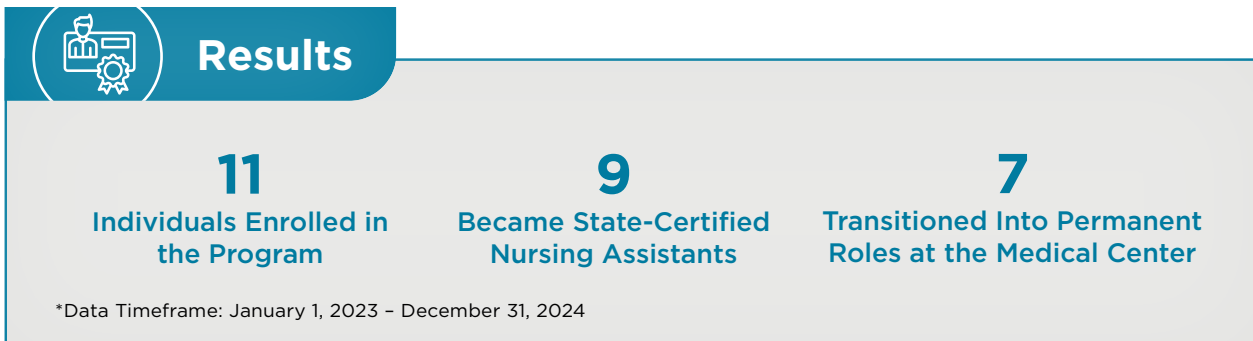 Results
11
Individuals Enrolled in
the Program
9
Became State-Certified
Nursing Assistants
7
Transitioned Into Permanent
Roles at the Medical Center
*Data Timeframe: January 1, 2023 – December 31, 2024